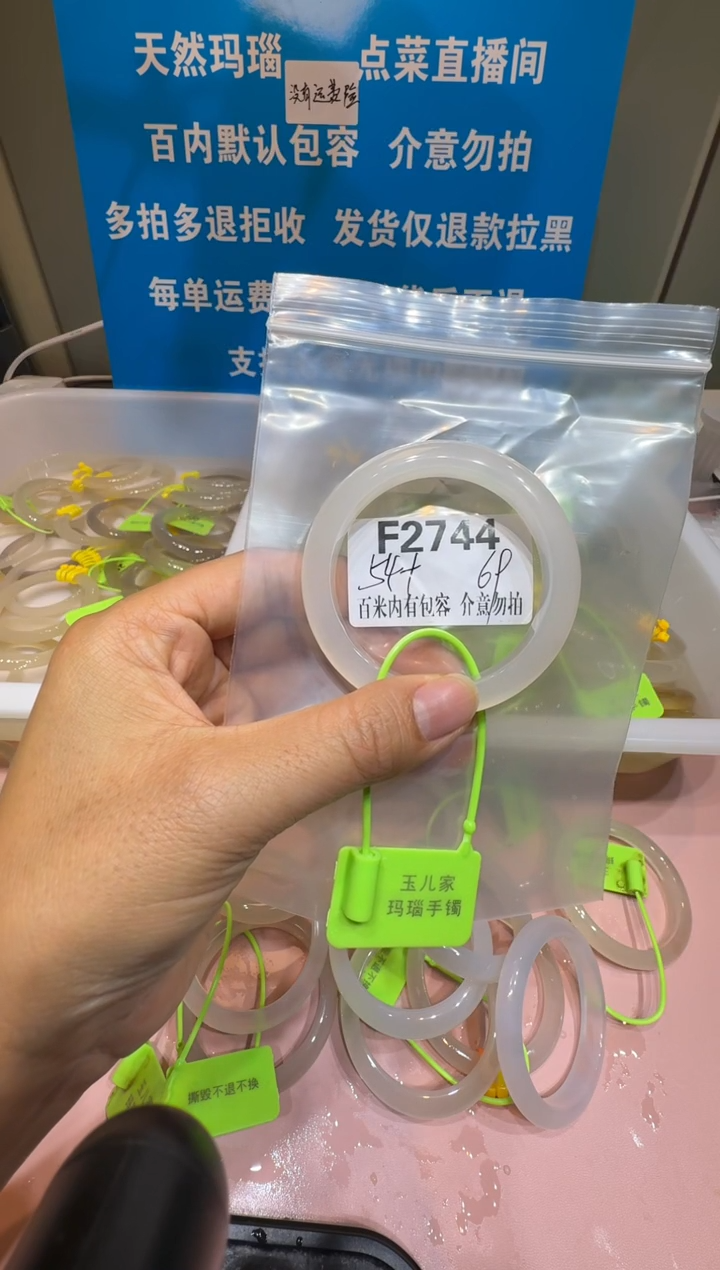 天然玛瑙 点菜直播间
没有运费险
百内默认包容 介意勿拍
多拍多退拒收 发货仅退款拉黑
每单运费
支
F2744
54+ 69
百米内有包容 介意勿拍
玉儿家
玛瑙手镯
撕毁不退不换